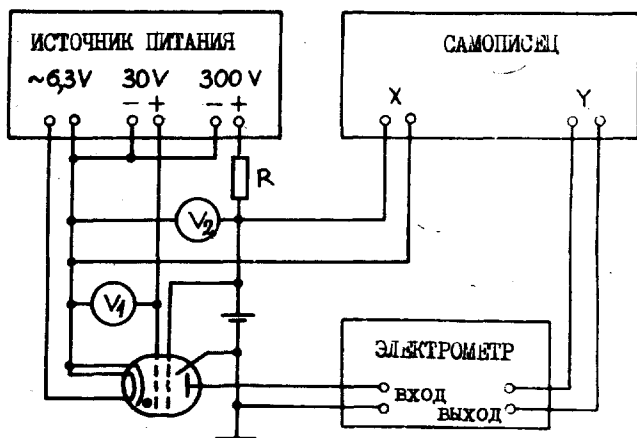 ИСТОЧНИК ПИТАНИЯ
~6,3V 30V 300V
− + − +
САМОПИСЕЦ
X Y
R
V2
V1
ЭЛЕКТРОМЕТР
ВХОД
ВЫХОД